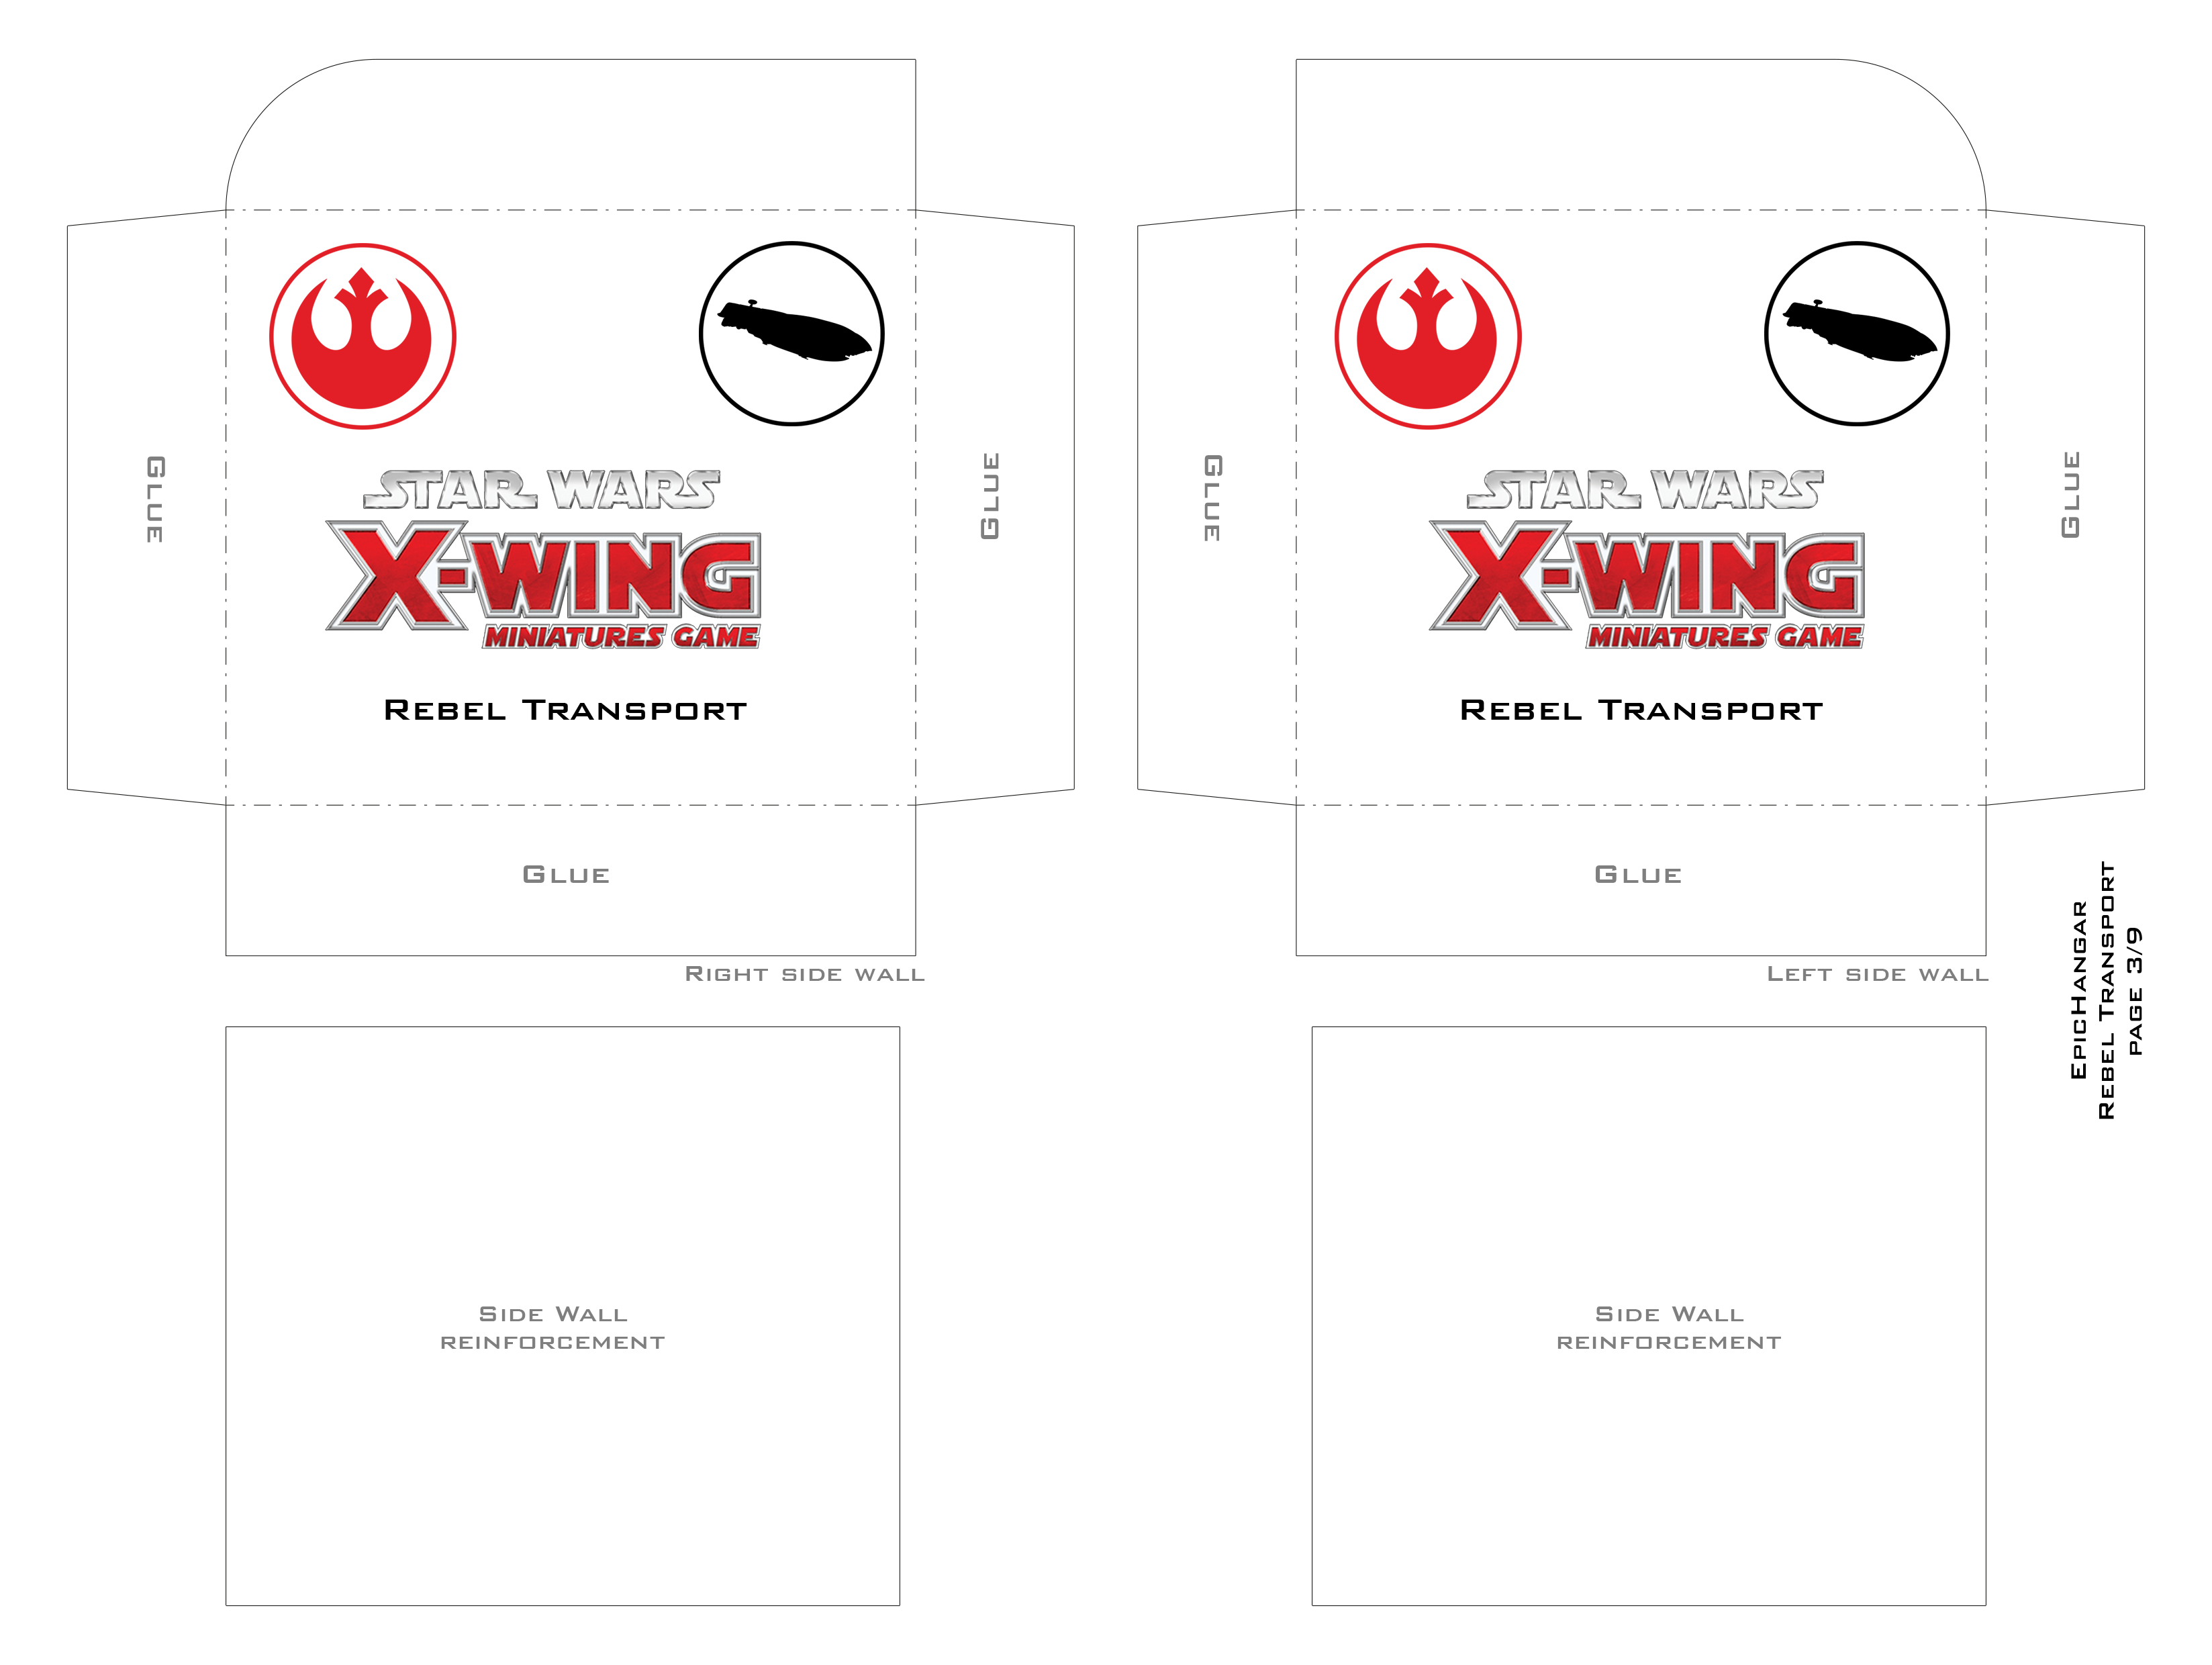 Glue
STAR WARS
X-WING
MINIATURES GAME
Rebel Transport
Glue
Glue
Right side wall
Glue
STAR WARS
X-WING
MINIATURES GAME
Rebel Transport
Glue
Glue
Left side wall
EpicHangar
Rebel Transport
page 3/9
Side Wall
reinforcement
Side Wall
reinforcement